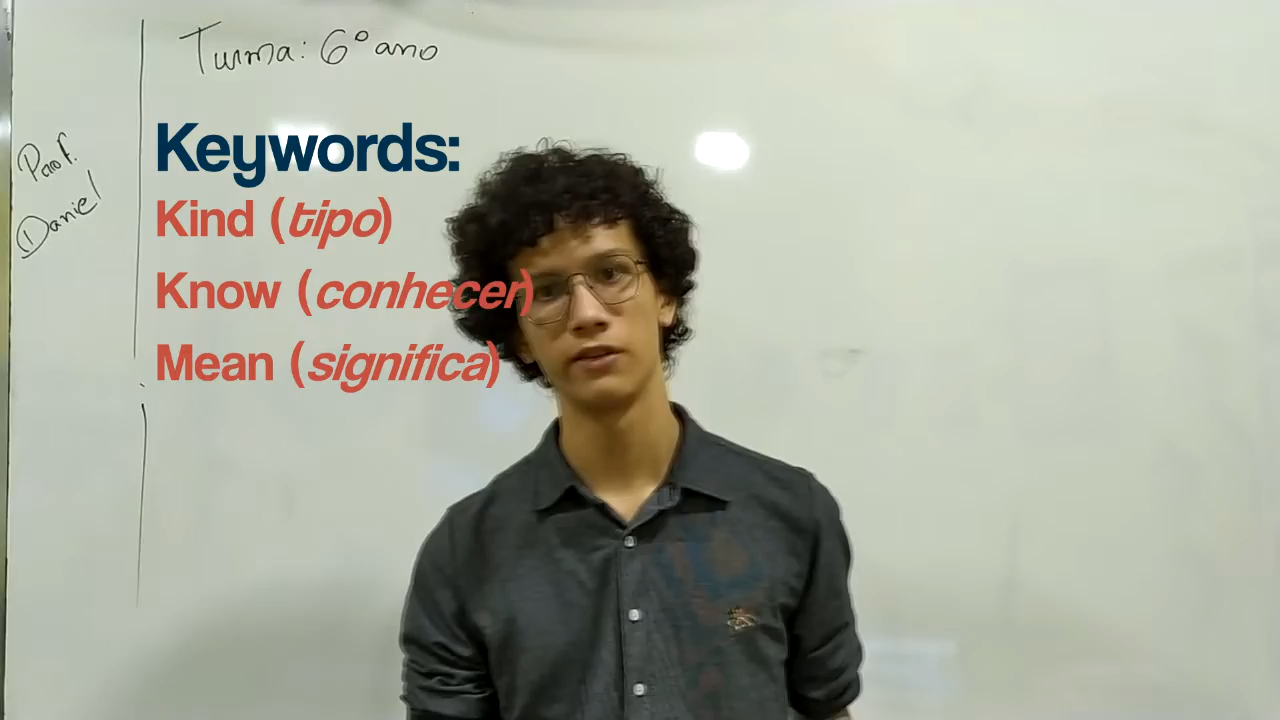 Turma: 6º ano
Prof.
Daniel
Keywords:
Kind (tipo)
Know (conhecer)
Mean (significa)